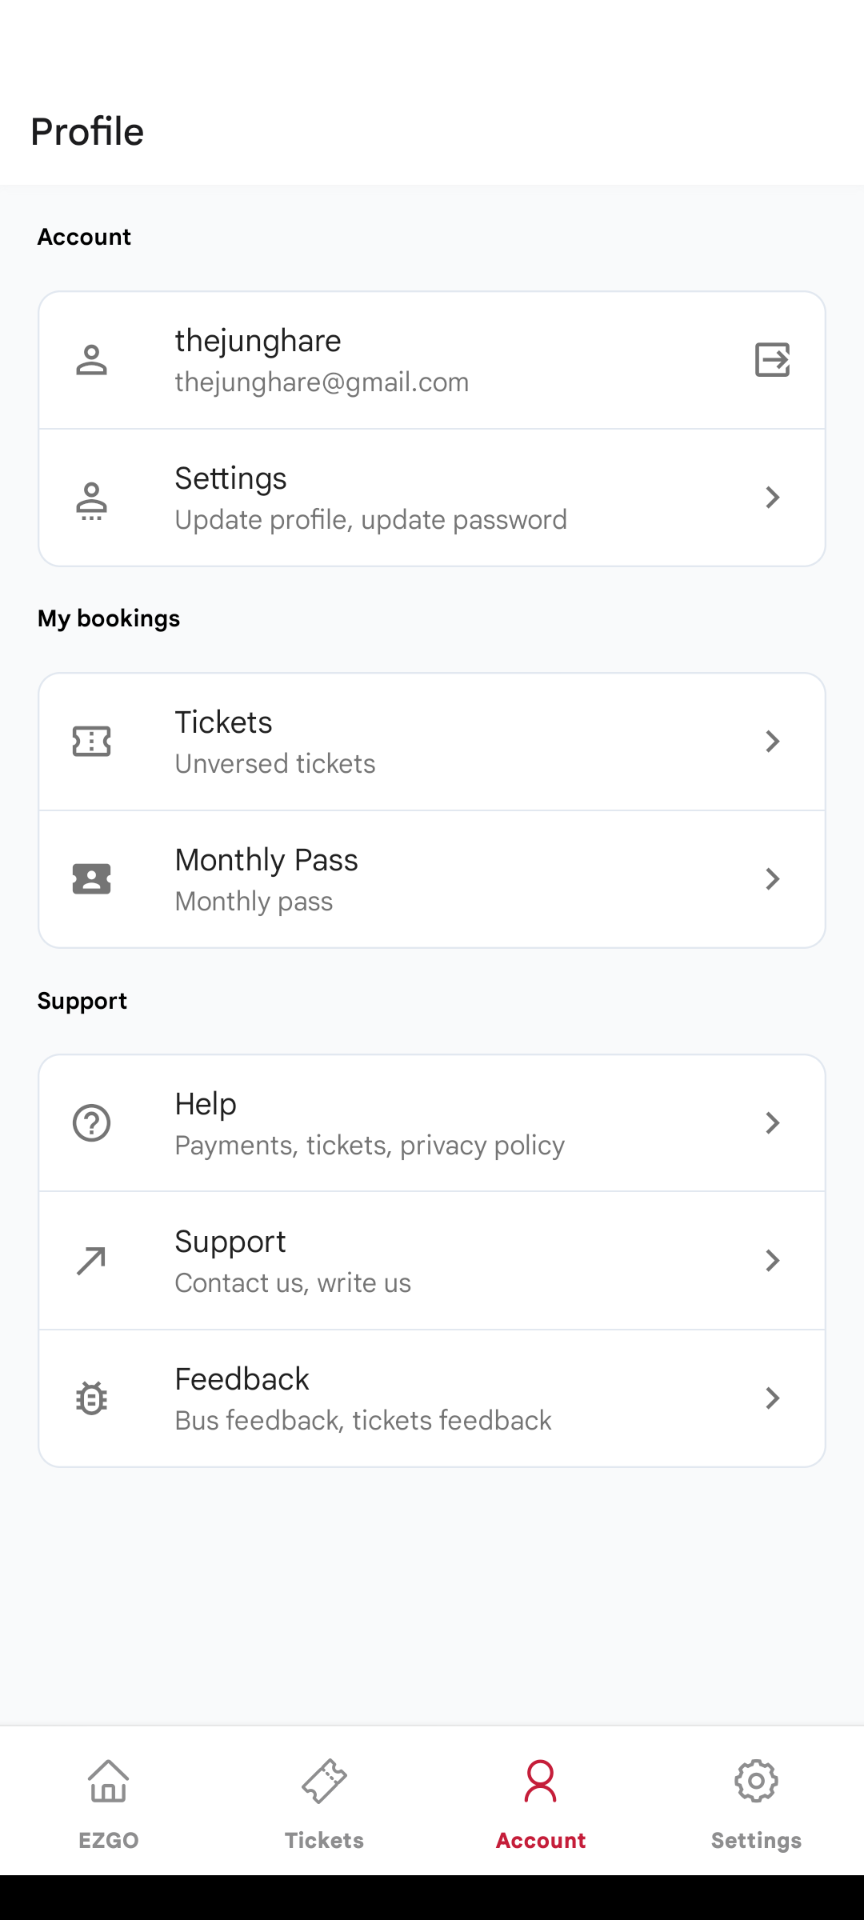 Profile
Account
thejunghare
thejunghare@gmail.com
Settings
Update profile, update password
My bookings
Tickets
Unversed tickets
Monthly Pass
Monthly pass
Support
Help
Payments, tickets, privacy policy
Support
Contact us, write us
Feedback
Bus feedback, tickets feedback
EZGO
Tickets
Account
Settings